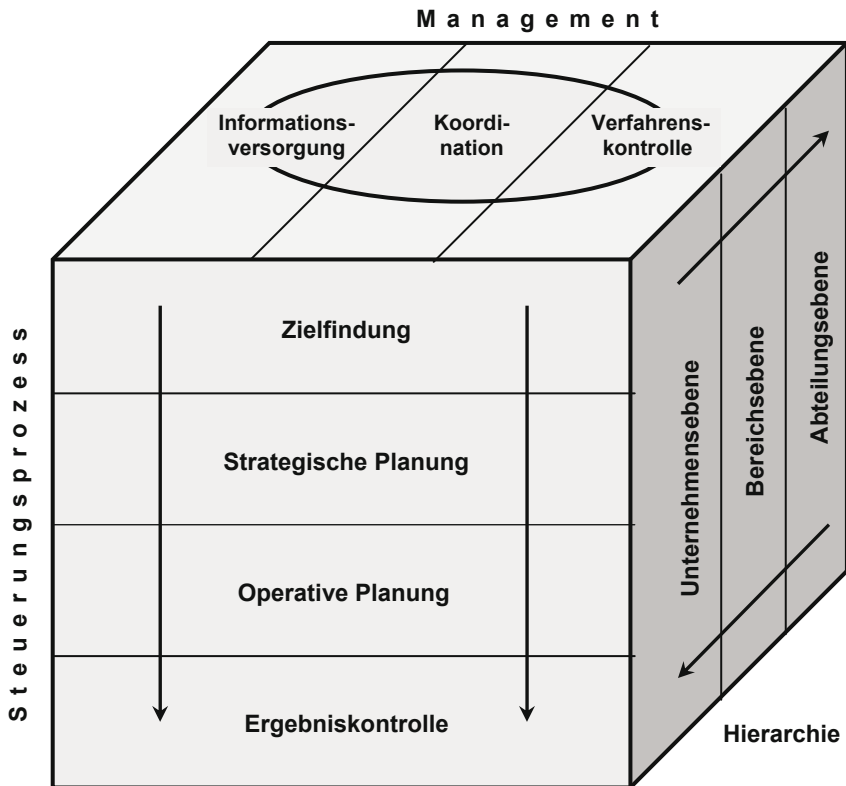 Management
Informations-
versorgung
Koordi-
nation
Verfahrens-
kontrolle
Steuerungsprozess
Zielfindung
Strategische Planung
Operative Planung
Ergebniskontrolle
Unternehmensebene
Bereichsebene
Abteilungsebene
Hierarchie